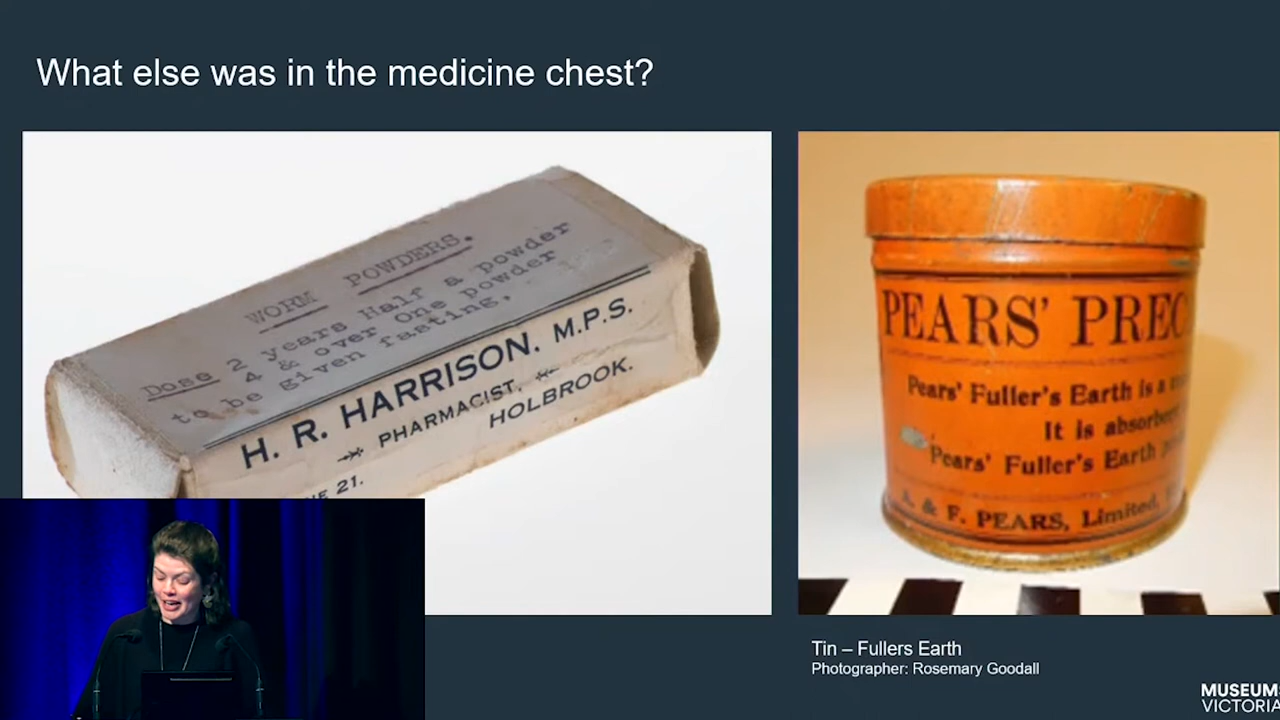 What else was in the medicine chest?
WORM POWDERS.
Dose 2 years Half a powder
4 & over One powder
to be given fasting.
H. R. HARRISON. M.P.S.
PHARMACIST,
HOLBROOK.
21.
PEARS' PREC
Pears' Fuller's Earth is a
It is absorbe
Pears' Fuller's Earth
& F. PEARS, Limited,
Tin – Fullers Earth
Photographer: Rosemary Goodall
MUSEUMS
VICTORIA